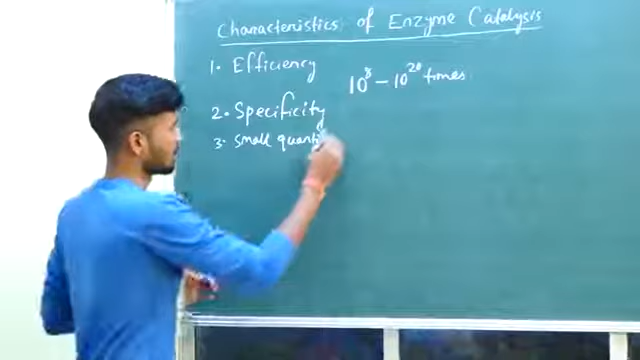 Characteristics of Enzyme Catalysis
1. Efficiency 10⁸ – 10²⁰ times
2. Specificity
3. Small quanti